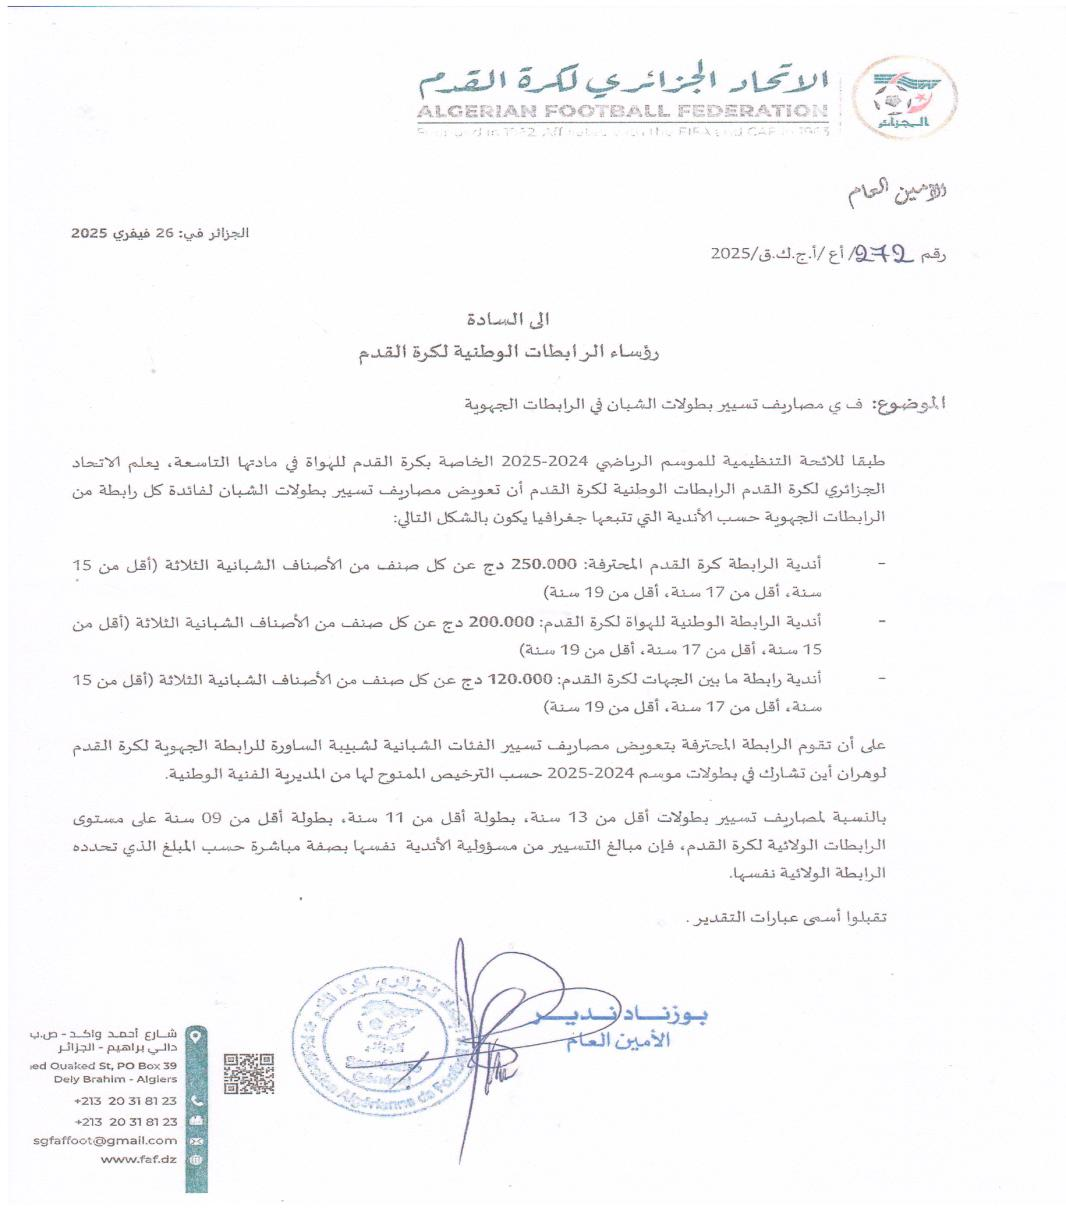 الاتحاد الجزائري لكرة القدم
ALGERIAN FOOTBALL FEDERATION
الجزائر
الأمين العام
الجزائر في: 26 فيفري 2025
رقم 272/ أع /أ.ج.ك.ق/2025
الى السادة
رؤساء الرابطات الوطنية لكرة القدم
الموضوع: ف ي مصاريف تسيير بطولات الشبان في الرابطات الجهوية
طبقا للائحة التنظيمية للموسم الرياضي 2024-2025 الخاصة بكرة القدم للهواة في مادتها التاسعة، يعلم الاتحاد
الجزائري لكرة القدم الرابطات الوطنية لكرة القدم أن تعويض مصاريف تسيير بطولات الشبان لفائدة كل رابطة من
الرابطات الجهوية حسب الأندية التي تتبعها جغرافيا يكون بالشكل التالي:
- أندية الرابطة كرة القدم المحترفة: 250.000 دج عن كل صنف من الأصناف الشبانية الثلاثة (أقل من 15
سنة، أقل من 17 سنة، أقل من 19 سنة)
- أندية الرابطة الوطنية للهواة لكرة القدم: 200.000 دج عن كل صنف من الأصناف الشبانية الثلاثة (أقل من
15 سنة، أقل من 17 سنة، أقل من 19 سنة)
- أندية رابطة ما بين الجهات لكرة القدم: 120.000 دج عن كل صنف من الأصناف الشبانية الثلاثة (أقل من 15
سنة، أقل من 17 سنة، أقل من 19 سنة)
على أن تقوم الرابطة المحترفة بتعويض مصاريف تسيير الفئات الشبانية لشبيبة الساورة للرابطة الجهوية لكرة القدم
لوهران أين تشارك في بطولات موسم 2024-2025 حسب الترخيص الممنوح لها من المديرية الفنية الوطنية.
بالنسبة لمصاريف تسيير بطولات أقل من 13 سنة، بطولة أقل من 11 سنة، بطولة أقل من 09 سنة على مستوى
الرابطات الولائية لكرة القدم، فإن مبالغ التسيير من مسؤولية الأندية نفسها بصفة مباشرة حسب المبلغ الذي تحدده
الرابطة الولائية نفسها.
تقبلوا أسمى عبارات التقدير .
بوزناد نذير
الأمين العام
شارع أحمد واكد - ص.ب
دالي براهيم - الجزائر
ed Ouaked St, PO Box 39
Dely Brahim - Algiers
+213 20 31 81 23
+213 20 31 81 23
sgfaffoot@gmail.com
www.faf.dz